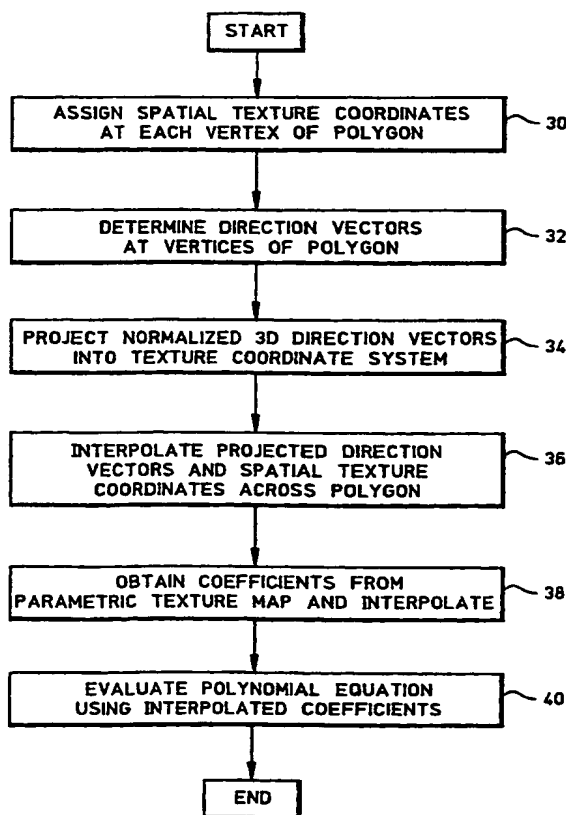 START
ASSIGN SPATIAL TEXTURE COORDINATES
AT EACH VERTEX OF POLYGON
30
DETERMINE DIRECTION VECTORS
AT VERTICES OF POLYGON
32
PROJECT NORMALIZED 3D DIRECTION VECTORS
INTO TEXTURE COORDINATE SYSTEM
34
INTERPOLATE PROJECTED DIRECTION
VECTORS AND SPATIAL TEXTURE
COORDINATES ACROSS POLYGON
36
OBTAIN COEFFICIENTS FROM
PARAMETRIC TEXTURE MAP AND INTERPOLATE
38
EVALUATE POLYNOMIAL EQUATION
USING INTERPOLATED COEFFICIENTS
40
END